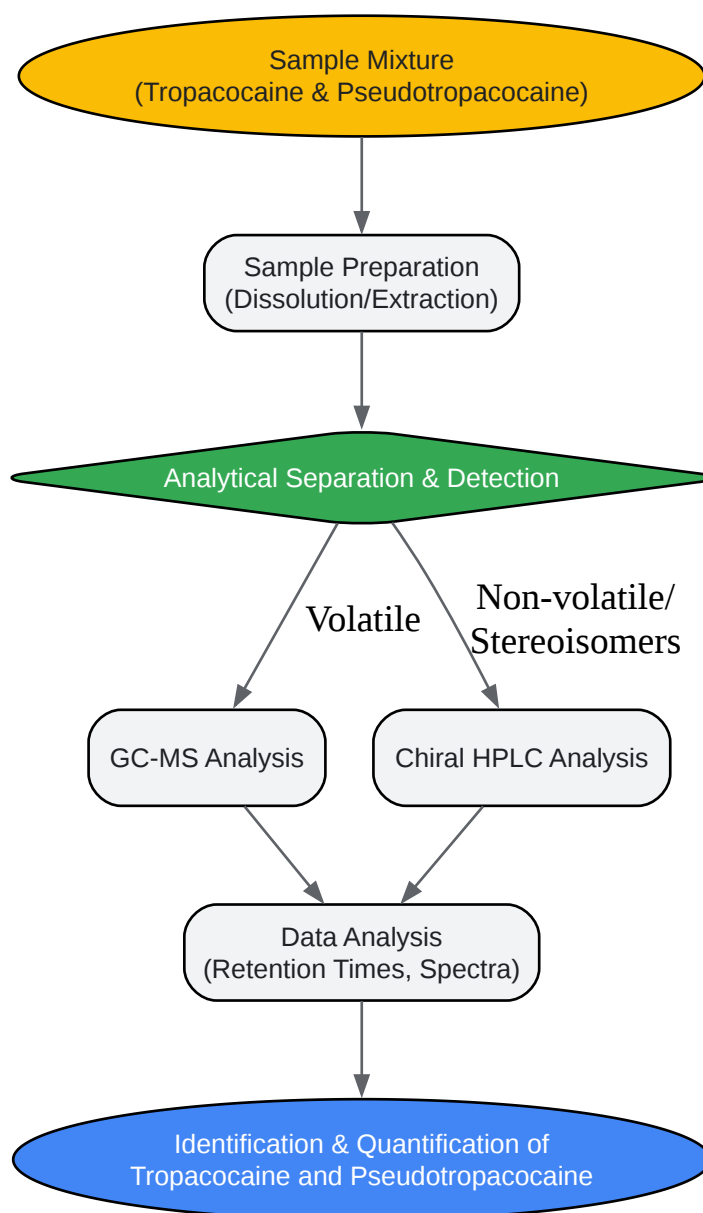 Sample Mixture
(Tropacocaine & Pseudotropacocaine)
Sample Preparation
(Dissolution/Extraction)
Analytical Separation & Detection
Volatile
Non-volatile/
Stereoisomers
GC-MS Analysis
Chiral HPLC Analysis
Data Analysis
(Retention Times, Spectra)
Identification & Quantification of
Tropacocaine and Pseudotropacocaine